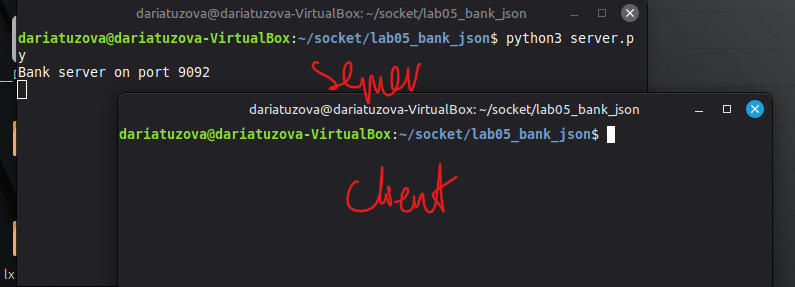 dariatuzova@dariatuzova-VirtualBox: ~/socket/lab05_bank_json
dariatuzova@dariatuzova-VirtualBox:~/socket/lab05_bank_json$ python3 server.p
y
Bank server on port 9092
Server
dariatuzova@dariatuzova-VirtualBox: ~/socket/lab05_bank_json
dariatuzova@dariatuzova-VirtualBox:~/socket/lab05_bank_json$
Client
lx